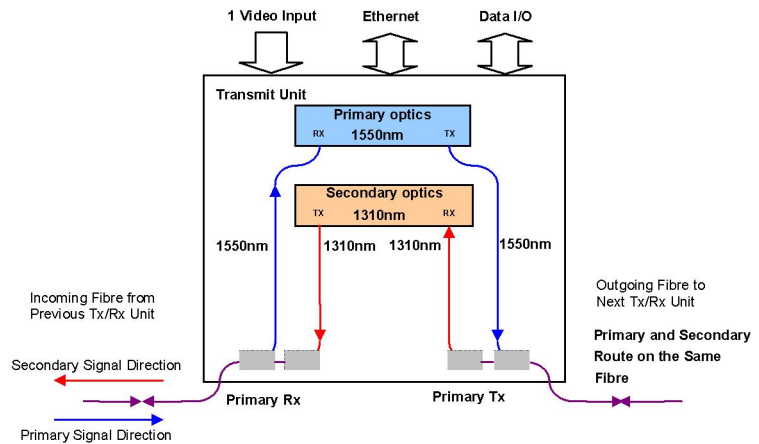 1 Video Input
Ethernet
Data I/O
Transmit Unit
Primary optics
RX
1550nm
TX
Secondary optics
TX
1310nm
RX
1550nm
1310nm
1310nm
1550nm
Incoming Fibre from
Previous Tx/Rx Unit
Outgoing Fibre to
Next Tx/Rx Unit
Primary and Secondary
Route on the Same
Fibre
Secondary Signal Direction
Primary Signal Direction
Primary Rx
Primary Tx